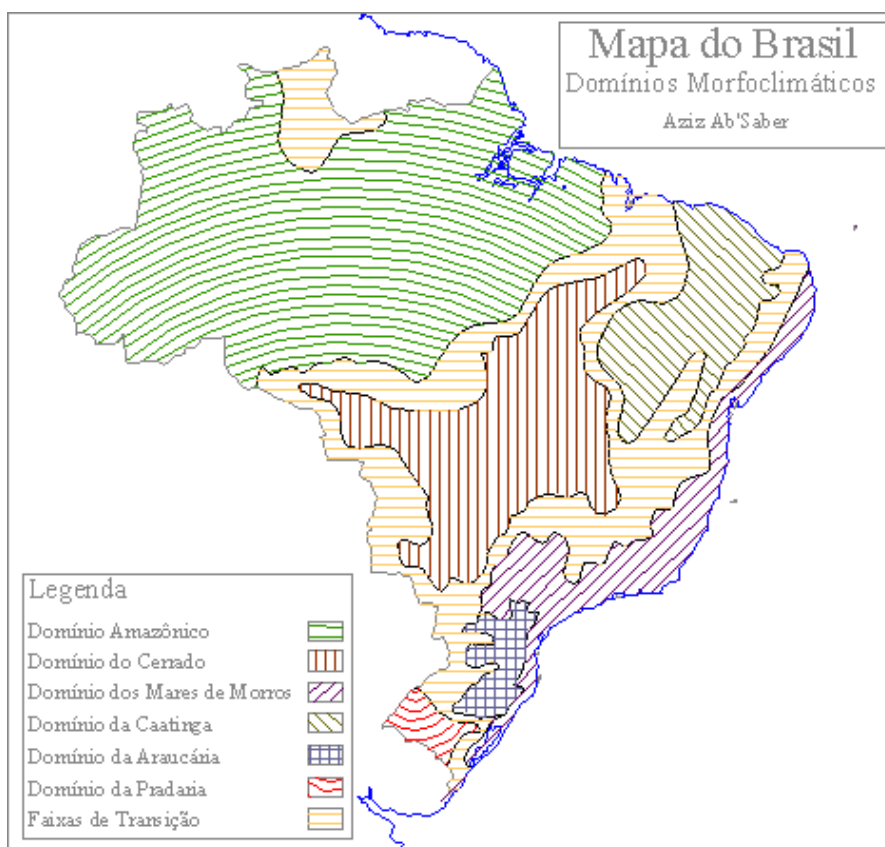 Mapa do Brasil
Domínios Morfoclimáticos
Aziz Ab'Saber
Legenda
Domínio Amazônico
Domínio do Cerrado
Domínio dos Mares de Morros
Domínio da Caatinga
Domínio da Araucária
Domínio da Pradaria
Faixas de Transição